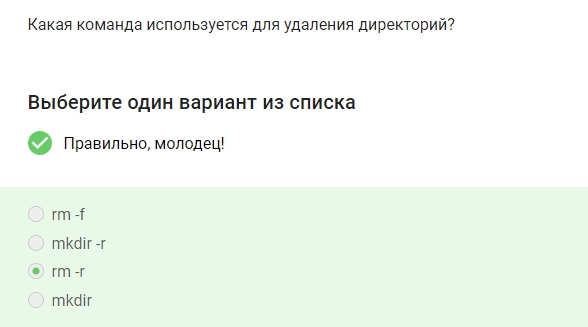 Какая команда используется для удаления директорий?
Выберите один вариант из списка
Правильно, молодец!
rm -f
mkdir -r
rm -r
mkdir